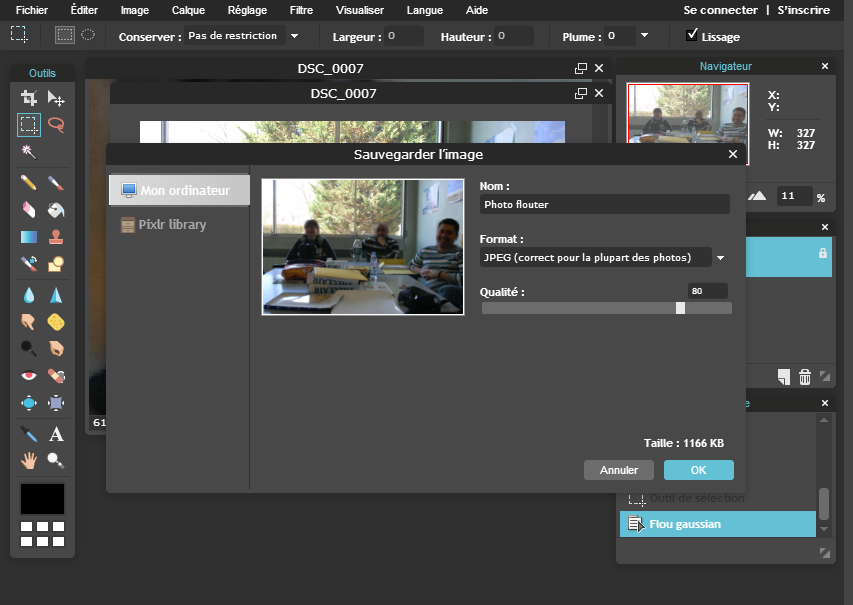 Fichier Éditer Image Calque Réglage Filtre Visualiser Langue Aide Se connecter | S'inscrire
Conserver : Pas de restriction Largeur : 0 Hauteur : 0 Plume : 0 Lissage
Outils
DSC_0007
DSC_0007
Navigateur
X:
Y:
W: 327
H: 327
11 %
Sauvegarder l'image
Mon ordinateur
Pixlr library
Nom :
Photo flouter
Format :
JPEG (correct pour la plupart des photos)
Qualité : 80
Taille : 1166 KB
Annuler OK
61
A
Outil de sélection
Flou gaussian